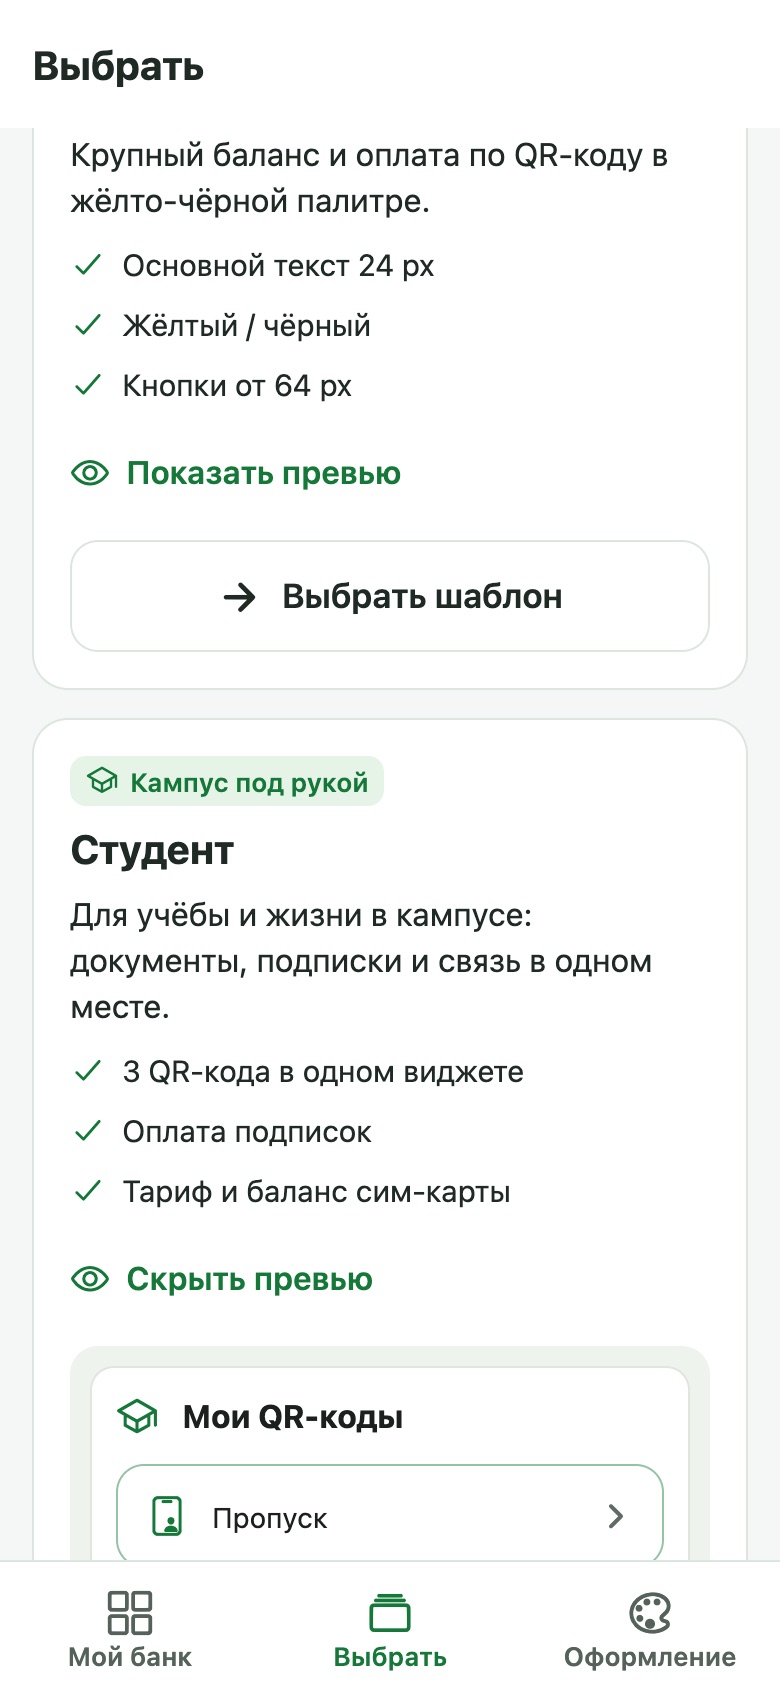 Выбрать
Крупный баланс и оплата по QR-коду в
жёлто-чёрной палитре.
Основной текст 24 px
Жёлтый / чёрный
Кнопки от 64 px
Показать превью
Выбрать шаблон
Кампус под рукой
Студент
Для учёбы и жизни в кампусе:
документы, подписки и связь в одном
месте.
3 QR-кода в одном виджете
Оплата подписок
Тариф и баланс сим-карты
Скрыть превью
Мои QR-коды
Пропуск
Мой банк
Выбрать
Оформление